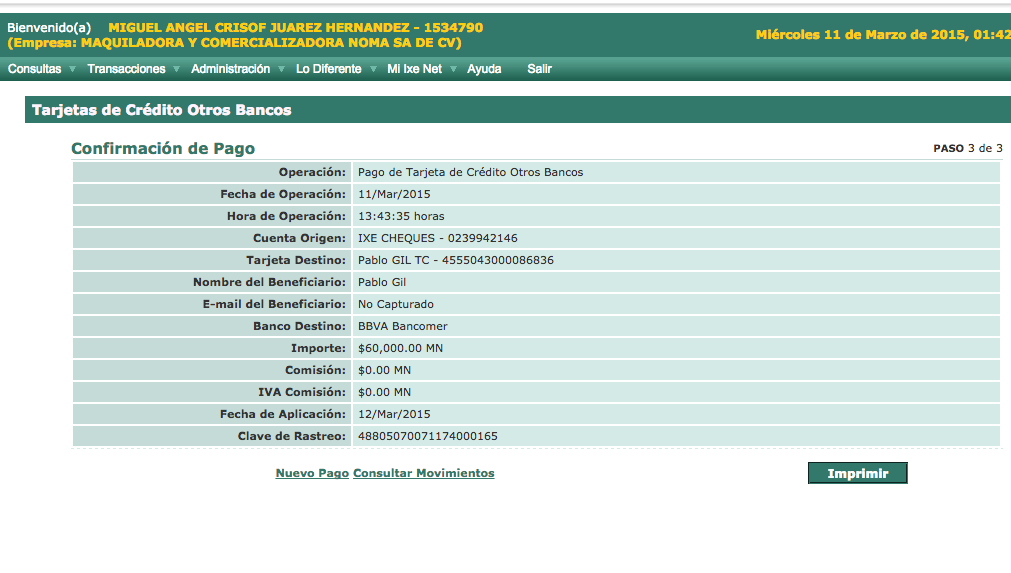 Bienvenido(a) MIGUEL ANGEL CRISOF JUAREZ HERNANDEZ - 1534790
(Empresa: MAQUILADORA Y COMERCIALIZADORA NOMA SA DE CV)
Miércoles 11 de Marzo de 2015, 01:42
Consultas Transacciones Administración Lo Diferente Mi Ixe Net Ayuda Salir
Tarjetas de Crédito Otros Bancos
Confirmación de Pago PASO 3 de 3
Operación: Pago de Tarjeta de Crédito Otros Bancos
Fecha de Operación: 11/Mar/2015
Hora de Operación: 13:43:35 horas
Cuenta Origen: IXE CHEQUES - 0239942146
Tarjeta Destino: Pablo GIL TC - 4555043000086836
Nombre del Beneficiario: Pablo Gil
E-mail del Beneficiario: No Capturado
Banco Destino: BBVA Bancomer
Importe: $60,000.00 MN
Comisión: $0.00 MN
IVA Comisión: $0.00 MN
Fecha de Aplicación: 12/Mar/2015
Clave de Rastreo: 48805070071174000165
Nuevo Pago Consultar Movimientos Imprimir